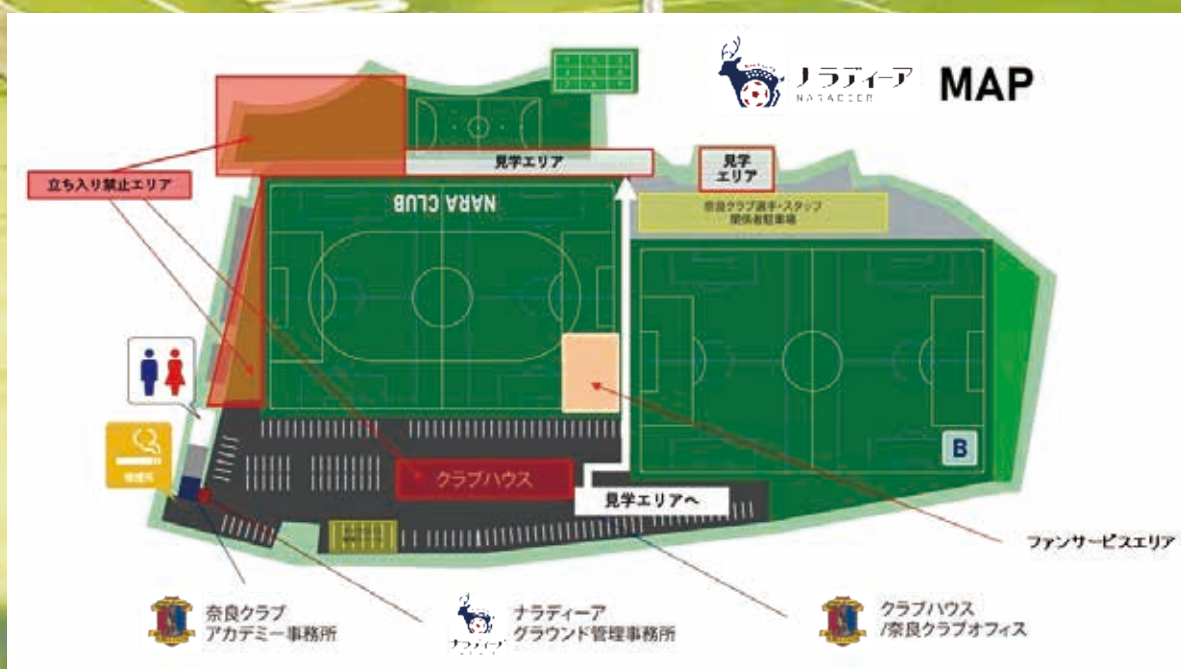 ナラディーア
NARADEER
MAP
見学エリア
見学
エリア
立ち入り禁止エリア
NARA CLUB
奈良クラブ選手・スタッフ
関係者駐車場
B
喫煙所
クラブハウス
見学エリアへ
ファンサービスエリア
奈良クラブ
アカデミー事務所
ナラディーア
ナラディーア
グラウンド管理事務所
クラブハウス
/奈良クラブオフィス